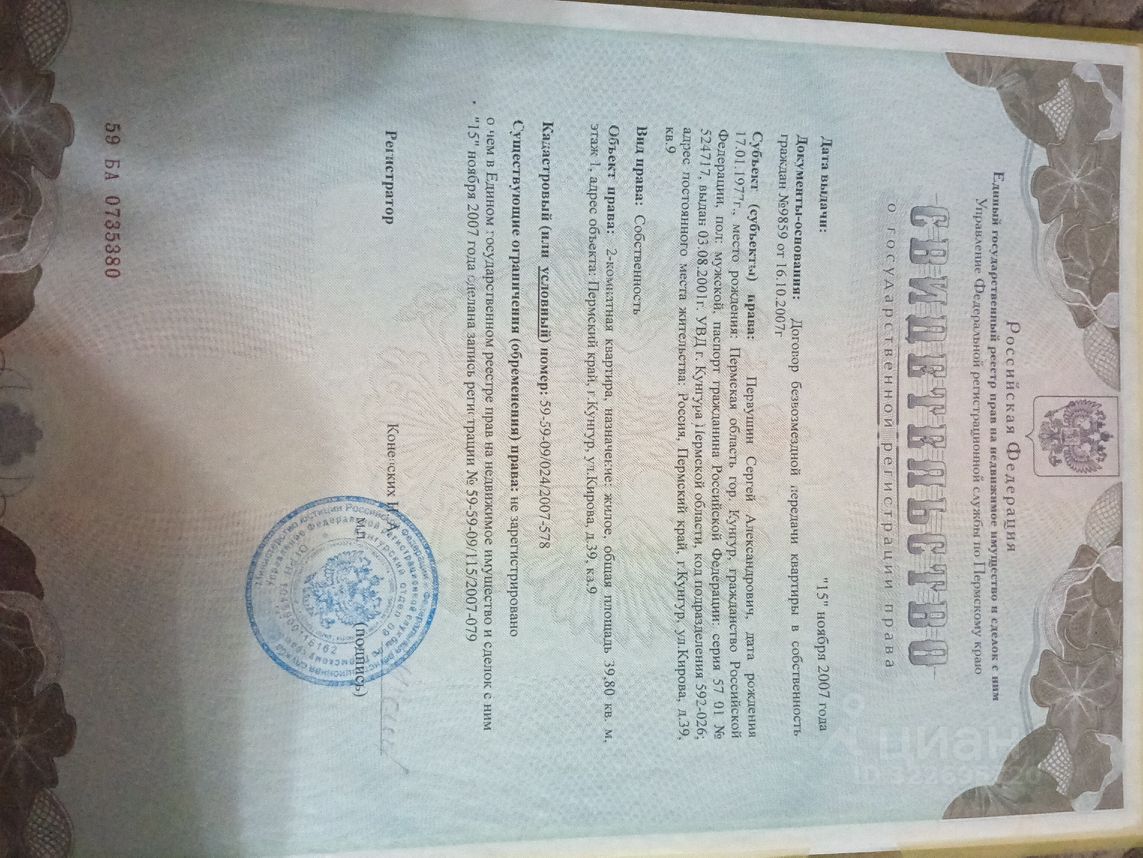 Российская Федерация
Единый государственный реестр прав на недвижимое имущество и сделок с ним
Управление Федеральной регистрационной службы по Пермскому краю
СВИДЕТЕЛЬСТВО
о государственной регистрации права
Дата выдачи: "15" ноября 2007 года
Документы-основания: Договор безвозмездной передачи квартиры в собственность
граждан №9859 от 16.10.2007г
Субъект (субъекты) права: Первушин Сергей Александрович, дата рождения
17.01.1977г., место рождения: Пермская область гор. Кунгур, гражданство Российской
Федерации, пол: мужской, паспорт гражданина Российской Федерации: серия 57 01 №
524717, выдан 03.08.2001г. УВД г. Кунгура Пермской области, код подразделения 592-026;
адрес постоянного места жительства: Россия, Пермский край, г.Кунгур, ул.Кирова, д.39,
кв.9
Вид права: Собственность
Объект права: 2-комнатная квартира, назначение: жилое, общая площадь 39,80 кв. м,
этаж 1, адрес объекта: Пермский край, г.Кунгур, ул.Кирова, д.39, кв.9
Кадастровый (или условный) номер: 59-59-09/024/2007-578
Существующие ограничения (обременения) права: не зарегистрировано
о чем в Едином государственном реестре прав на недвижимое имущество и сделок с ним
"15" ноября 2007 года сделана запись регистрации № 59-59-09/115/2007-079
Регистратор
м.п. (подпись)
59 БА 0735380
циан